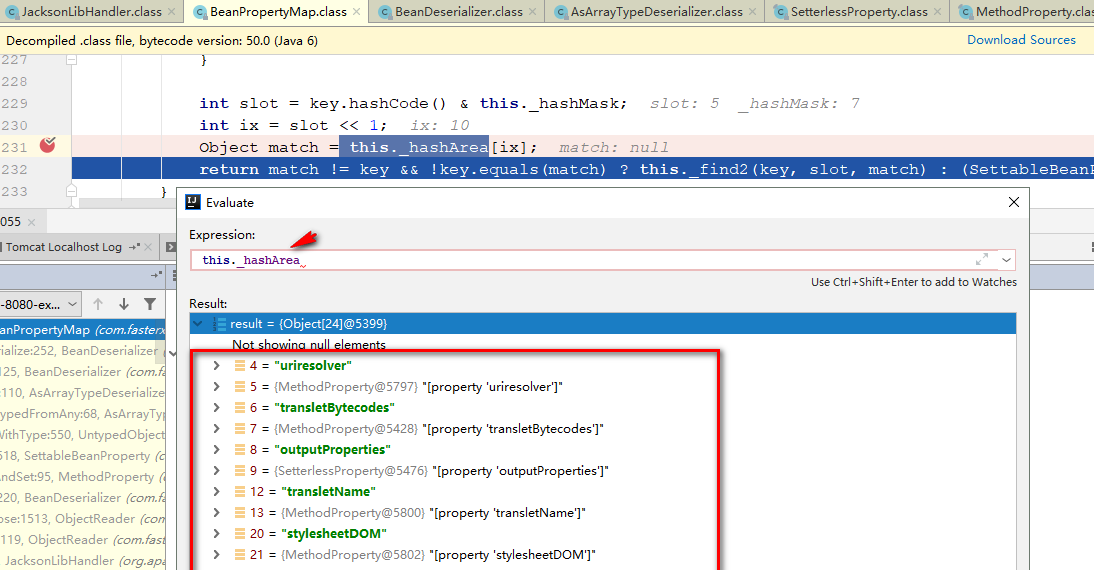 JacksonLibHandler.class × BeanPropertyMap.class × BeanDeserializer.class × AsArrayTypeDeserializer.class × SetterlessProperty.class × MethodProperty.clas
Decompiled .class file, bytecode version: 50.0 (Java 6) Download Sources
227 }
228
229 int slot = key.hashCode() & this._hashMask; slot: 5 _hashMask: 7
230 int ix = slot << 1; ix: 10
231 Object match = this._hashArea[ix]; match: null
232 return match != key && !key.equals(match) ? this._find2(key, slot, match) : (SettableBeanP
233 }
055 ×
Tomcat Localhost Log
-8080-ex...
eanPropertyMap (com.fasterx
rialize:252, BeanDeserializer
125, BeanDeserializer (com.fa
:110, AsArrayTypeDeserialize
ypedFromAny:68, AsArrayTyp
WithType:550, UntypedObject
518, SettableBeanProperty
AndSet:95, MethodProperty (
220, BeanDeserializer (com.fa
ose:1513, ObjectReader (com
119, ObjectReader (com.fast
JacksonLibHandler (org.apa
Evaluate
Expression:
this._hashArea
Use Ctrl+Shift+Enter to add to Watches
Result:
result = {Object[24]@5399}
Not showing null elements
4 = "uriresolver"
5 = {MethodProperty@5797} "[property 'uriresolver']"
6 = "transletBytecodes"
7 = {MethodProperty@5428} "[property 'transletBytecodes']"
8 = "outputProperties"
9 = {SetterlessProperty@5476} "[property 'outputProperties']"
12 = "transletName"
13 = {MethodProperty@5800} "[property 'transletName']"
20 = "stylesheetDOM"
21 = {MethodProperty@5802} "[property 'stylesheetDOM']"